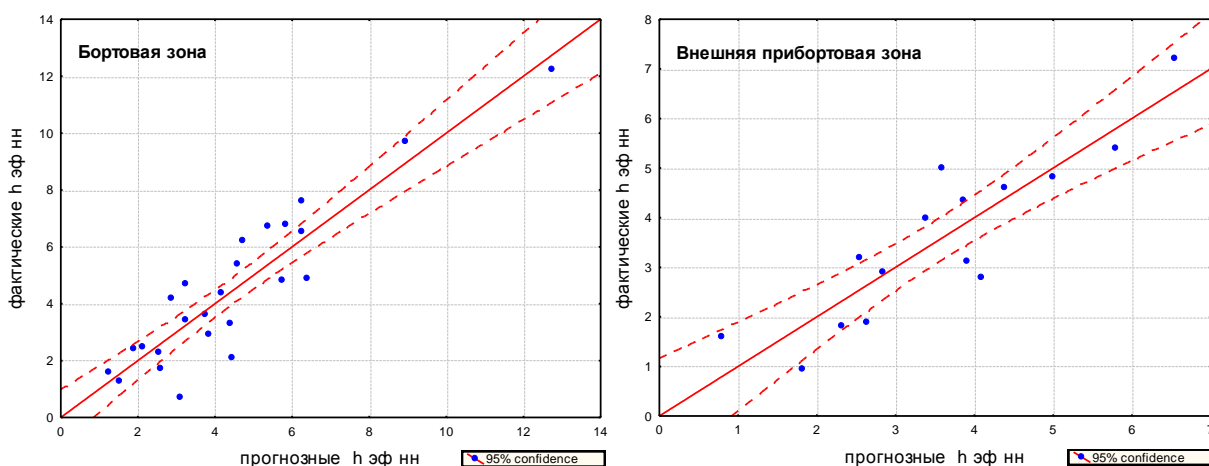 Бортовая зона
фактические h эф нн
14
12
10
8
6
4
2
0
0 2 4 6 8 10 12 14
прогнозные h эф нн
95% confidence
Внешняя прибортовая зона
фактические h эф нн
8
7
6
5
4
3
2
1
0
0 1 2 3 4 5 6 7
прогнозные h эф нн
95% confidence